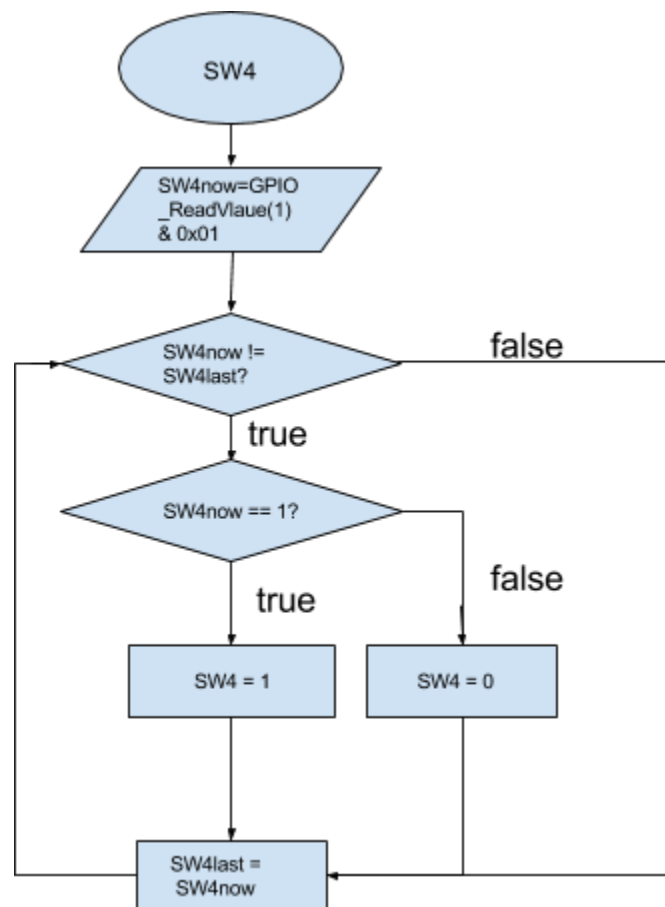 SW4
SW4now=GPIO
_ReadVlaue(1)
& 0x01
SW4now !=
SW4last?
false
true
SW4now == 1?
false
true
SW4 = 1
SW4 = 0
SW4last =
SW4now